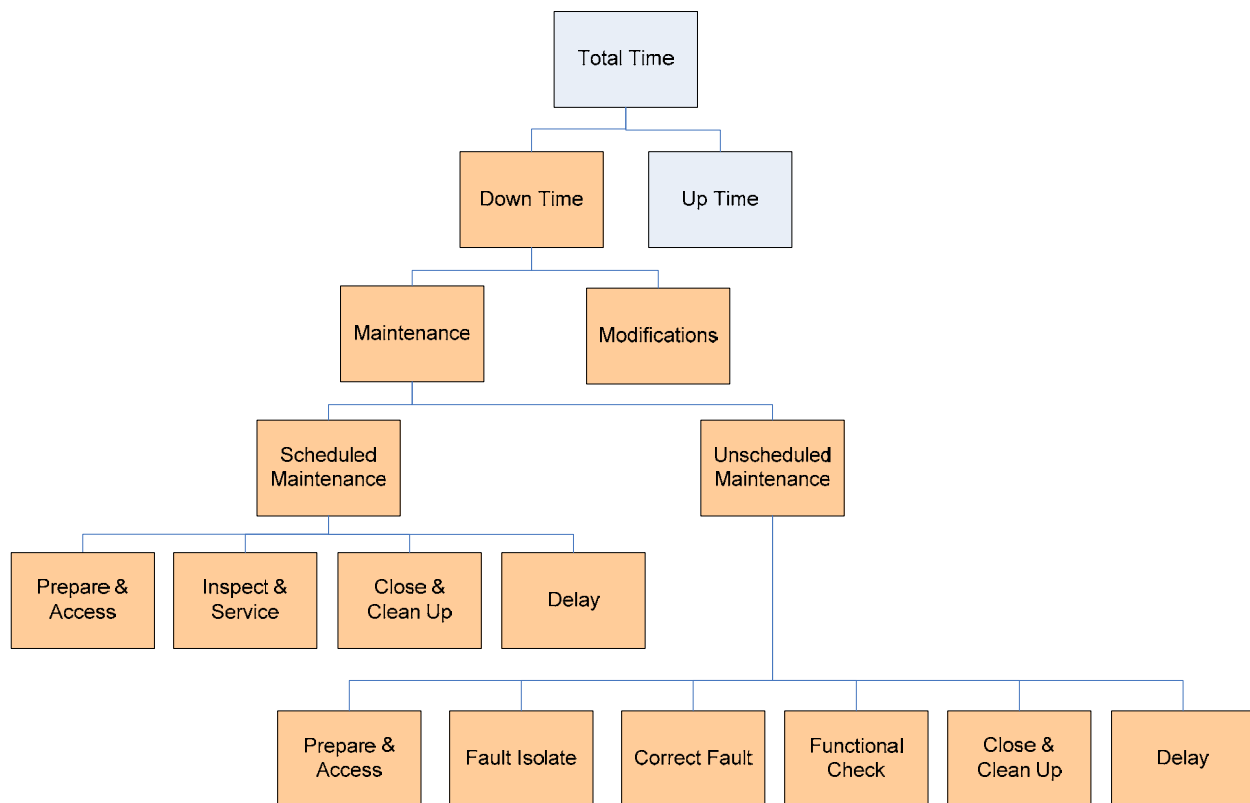 Total Time
Down Time
Up Time
Maintenance
Modifications
Scheduled
Maintenance
Unscheduled
Maintenance
Prepare &
Access
Inspect &
Service
Close &
Clean Up
Delay
Prepare &
Access
Fault Isolate
Correct Fault
Functional
Check
Close &
Clean Up
Delay